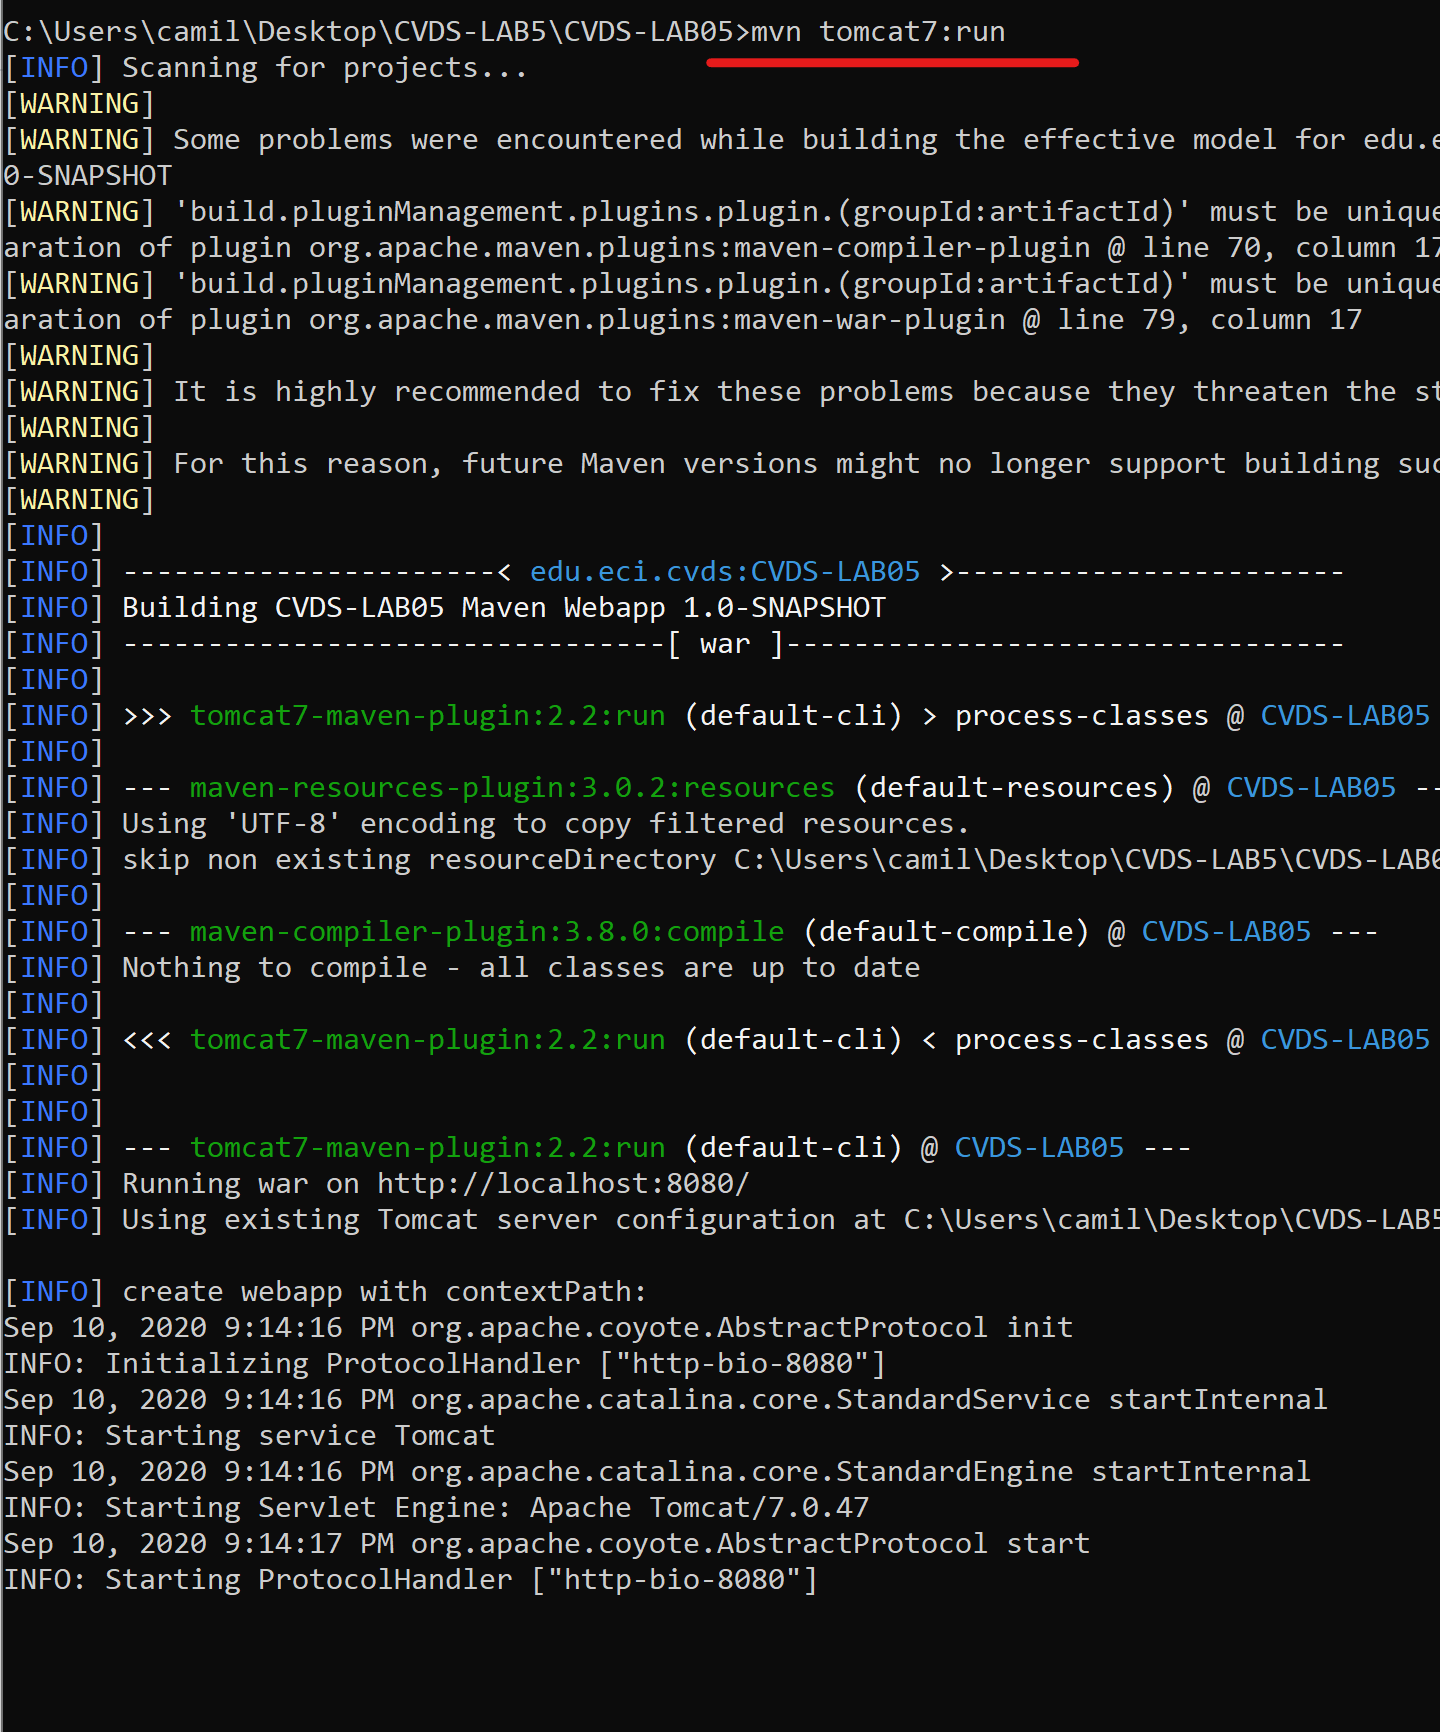 C:\Users\camil\Desktop\CVDS-LAB5\CVDS-LAB05>mvn tomcat7:run
[INFO] Scanning for projects...
[WARNING]
[WARNING] Some problems were encountered while building the effective model for edu.e
0-SNAPSHOT
[WARNING] 'build.pluginManagement.plugins.plugin.(groupId:artifactId)' must be unique
aration of plugin org.apache.maven.plugins:maven-compiler-plugin @ line 70, column 17
[WARNING] 'build.pluginManagement.plugins.plugin.(groupId:artifactId)' must be unique
aration of plugin org.apache.maven.plugins:maven-war-plugin @ line 79, column 17
[WARNING]
[WARNING] It is highly recommended to fix these problems because they threaten the st
[WARNING]
[WARNING] For this reason, future Maven versions might no longer support building suc
[WARNING]
[INFO]
[INFO] ----------------------< edu.eci.cvds:CVDS-LAB05 >-----------------------
[INFO] Building CVDS-LAB05 Maven Webapp 1.0-SNAPSHOT
[INFO] --------------------------------[ war ]---------------------------------
[INFO]
[INFO] >>> tomcat7-maven-plugin:2.2:run (default-cli) > process-classes @ CVDS-LAB05
[INFO]
[INFO] --- maven-resources-plugin:3.0.2:resources (default-resources) @ CVDS-LAB05 --
[INFO] Using 'UTF-8' encoding to copy filtered resources.
[INFO] skip non existing resourceDirectory C:\Users\camil\Desktop\CVDS-LAB5\CVDS-LAB0
[INFO]
[INFO] --- maven-compiler-plugin:3.8.0:compile (default-compile) @ CVDS-LAB05 ---
[INFO] Nothing to compile - all classes are up to date
[INFO]
[INFO] <<< tomcat7-maven-plugin:2.2:run (default-cli) < process-classes @ CVDS-LAB05
[INFO]
[INFO]
[INFO] --- tomcat7-maven-plugin:2.2:run (default-cli) @ CVDS-LAB05 ---
[INFO] Running war on http://localhost:8080/
[INFO] Using existing Tomcat server configuration at C:\Users\camil\Desktop\CVDS-LAB5
[INFO] create webapp with contextPath:
Sep 10, 2020 9:14:16 PM org.apache.coyote.AbstractProtocol init
INFO: Initializing ProtocolHandler ["http-bio-8080"]
Sep 10, 2020 9:14:16 PM org.apache.catalina.core.StandardService startInternal
INFO: Starting service Tomcat
Sep 10, 2020 9:14:16 PM org.apache.catalina.core.StandardEngine startInternal
INFO: Starting Servlet Engine: Apache Tomcat/7.0.47
Sep 10, 2020 9:14:17 PM org.apache.coyote.AbstractProtocol start
INFO: Starting ProtocolHandler ["http-bio-8080"]